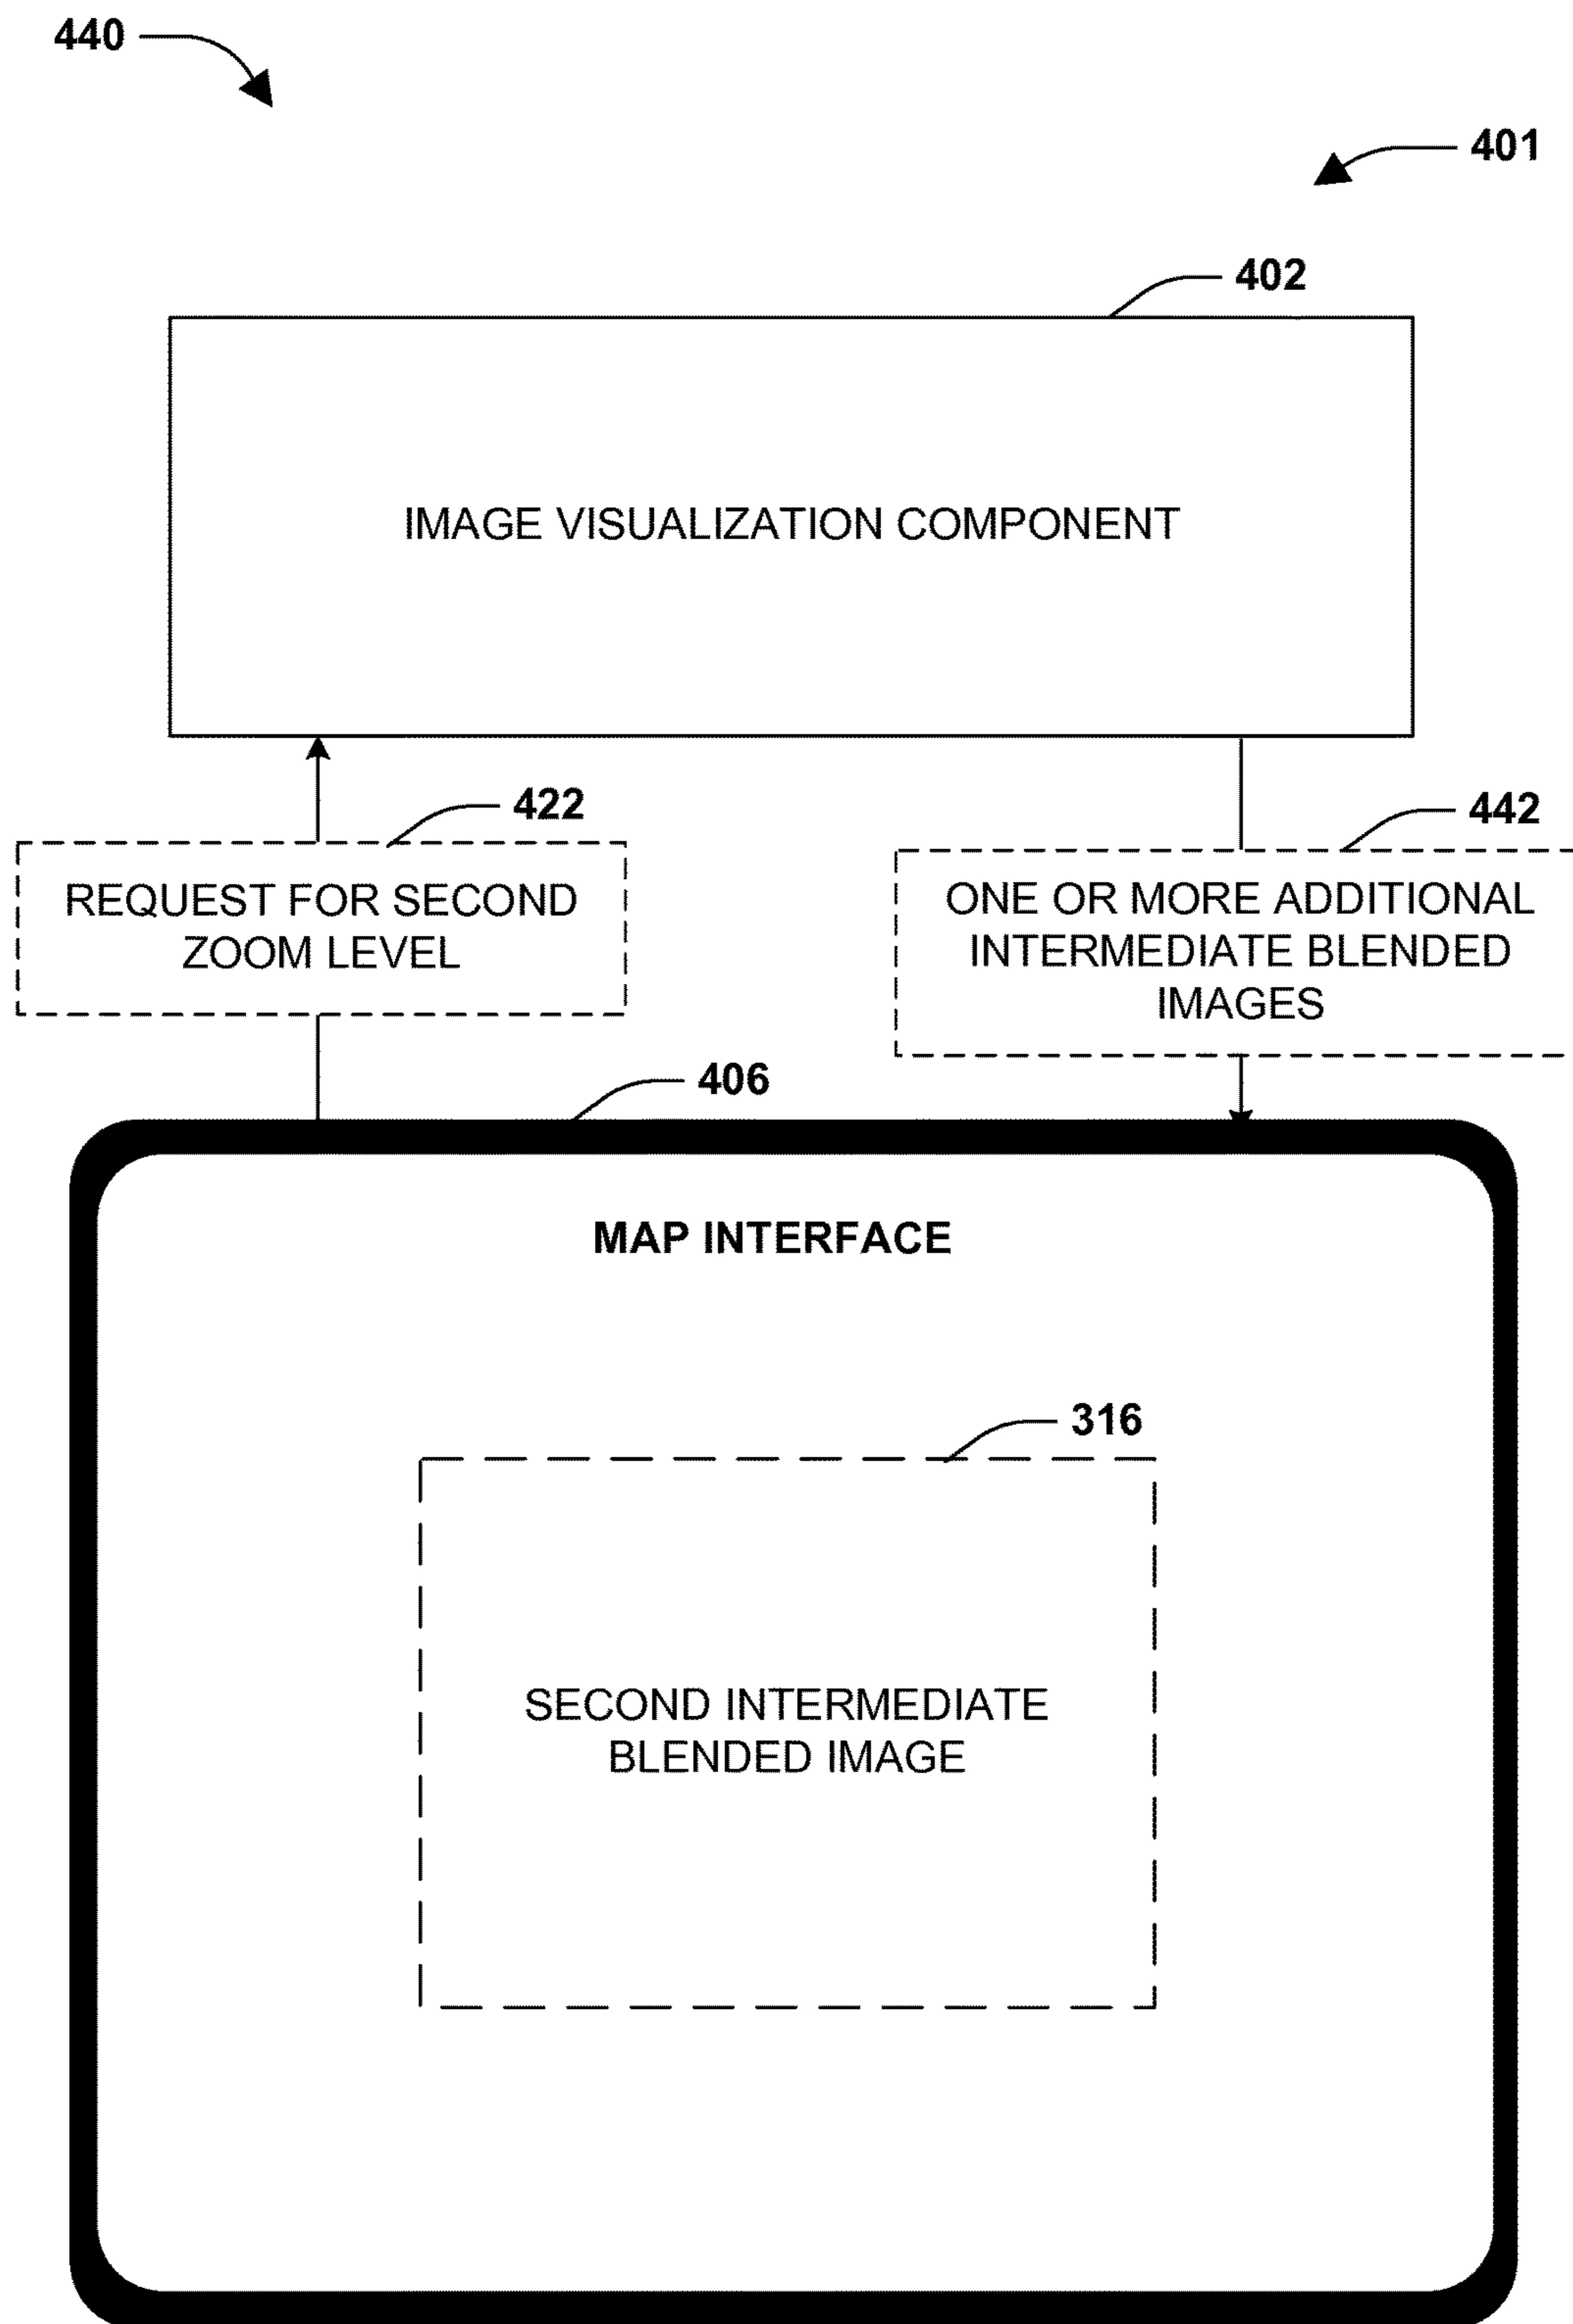 440
401
402
IMAGE VISUALIZATION COMPONENT
422
442
REQUEST FOR SECOND
ZOOM LEVEL
ONE OR MORE ADDITIONAL
INTERMEDIATE BLENDED
IMAGES
406
MAP INTERFACE
316
SECOND INTERMEDIATE
BLENDED IMAGE